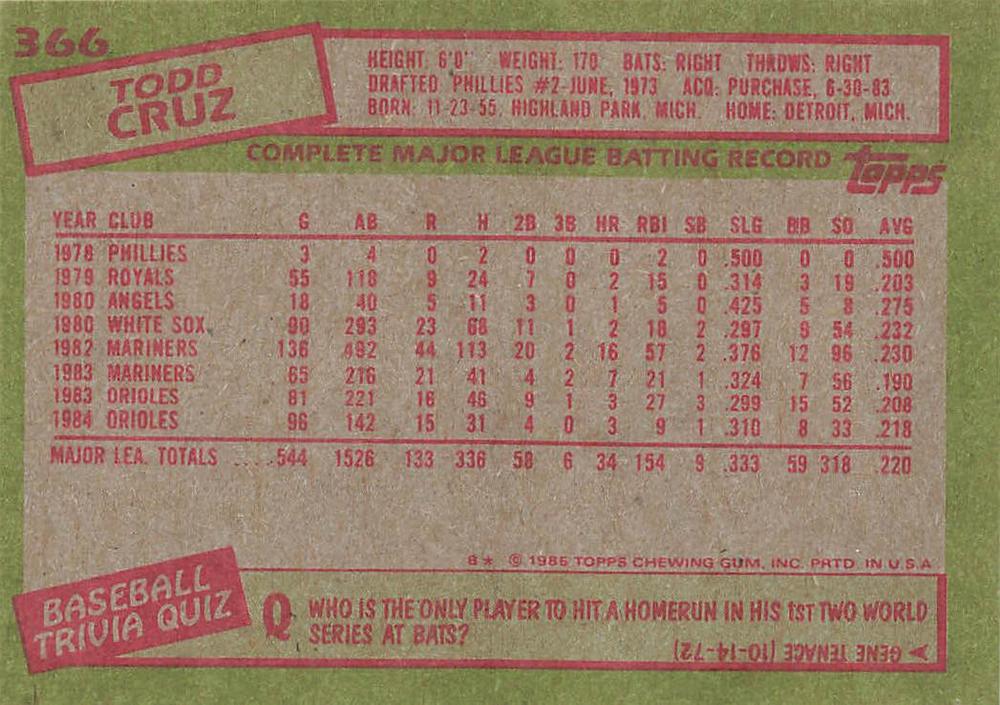 366
TODD
CRUZ
HEIGHT: 6'0" WEIGHT: 170 BATS: RIGHT THROWS: RIGHT
DRAFTED PHILLIES #2-JUNE, 1973 ACQ: PURCHASE, 6-30-83
BORN: 11-23-55, HIGHLAND PARK, MICH. HOME: DETROIT, MICH.
COMPLETE MAJOR LEAGUE BATTING RECORD topps
YEAR CLUB G AB R H 2B 3B HR RBI SB SLG BB SO AVG
1978 PHILLIES 3 4 0 2 0 0 0 2 0 .500 0 0 .500
1979 ROYALS 55 118 9 24 7 0 2 15 0 .314 3 19 .203
1980 ANGELS 18 40 5 11 3 0 1 5 0 .425 5 8 .275
1980 WHITE SOX 90 293 23 68 11 1 2 18 2 .297 9 54 .232
1982 MARINERS 136 492 44 113 20 2 16 57 2 .376 12 96 .230
1983 MARINERS 65 216 21 41 4 2 7 21 1 .324 7 56 .190
1983 ORIOLES 81 221 16 46 9 1 3 27 3 .299 15 52 .208
1984 ORIOLES 96 142 15 31 4 0 3 9 1 .310 8 33 .218
MAJOR LEA. TOTALS ....544 1526 133 336 58 6 34 154 9 .333 59 318 .220
B* © 1985 TOPPS CHEWING GUM, INC. PRTD. IN U.S.A
BASEBALL
TRIVIA QUIZ
Q. WHO IS THE ONLY PLAYER TO HIT A HOMERUN IN HIS 1ST TWO WORLD
SERIES AT BATS?
GENE TENACE (10-14-72)